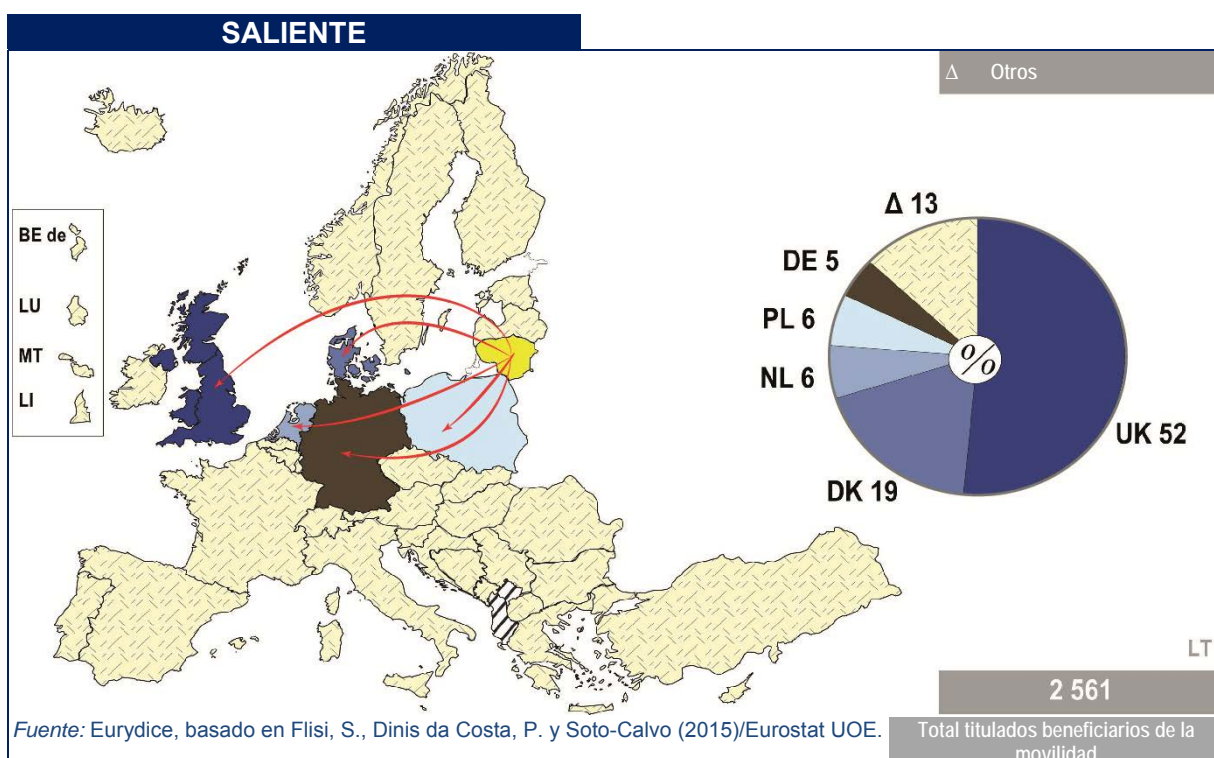 SALIENTE
Δ Otros
BE de
LU
MT
LI
Δ 13
DE 5
PL 6
NL 6
DK 19
UK 52
%
LT
2 561
Total titulados beneficiarios de la
movilidad
Fuente: Eurydice, basado en Flisi, S., Dinis da Costa, P. y Soto-Calvo (2015)/Eurostat UOE.